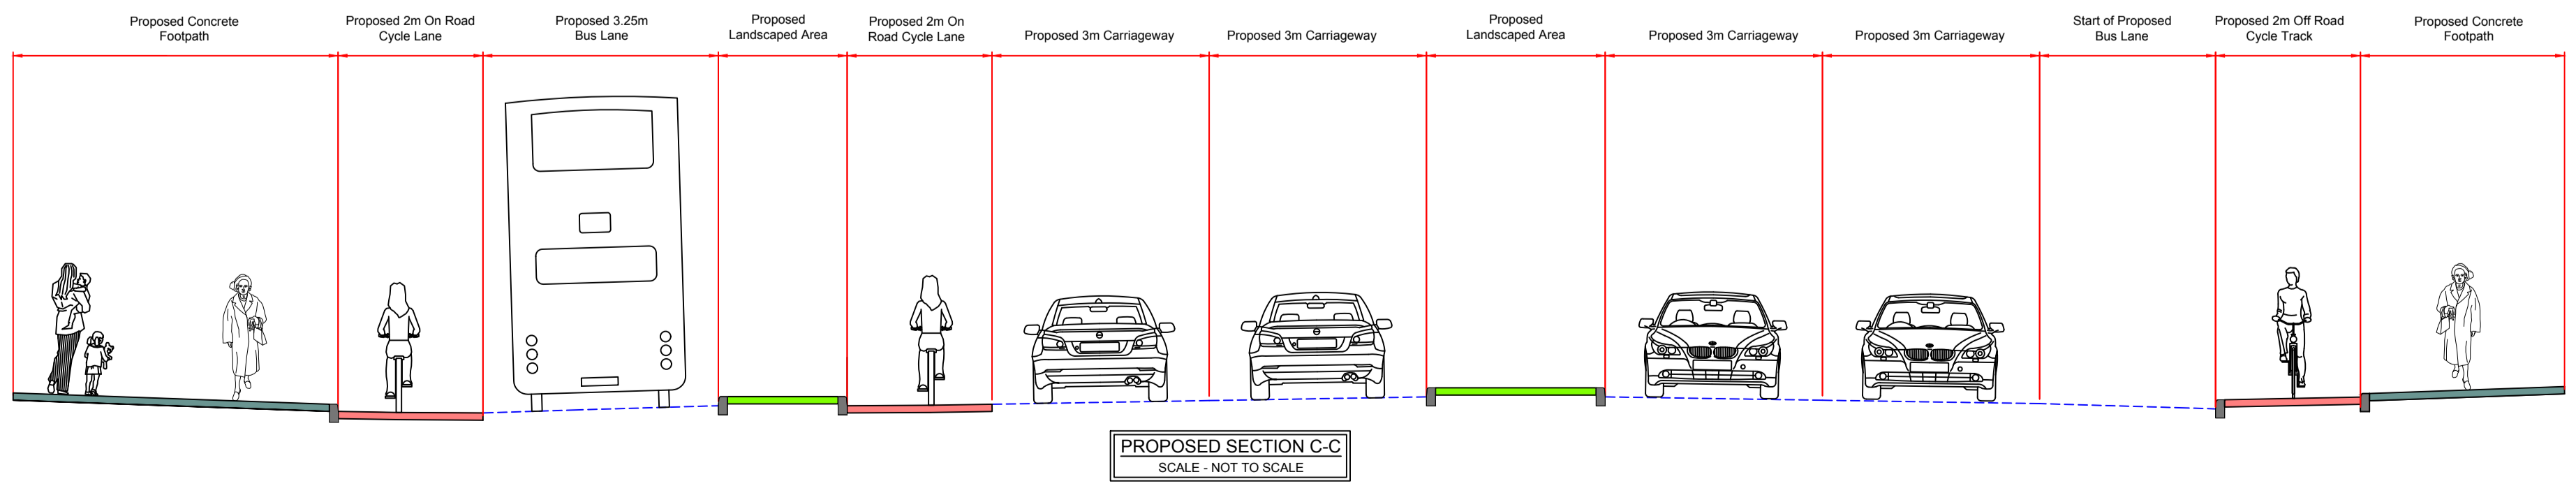 Proposed Concrete
Footpath
Proposed 2m On Road
Cycle Lane
Proposed 3.25m
Bus Lane
Proposed
Landscaped Area
Proposed 2m On
Road Cycle Lane
Proposed 3m Carriageway
Proposed 3m Carriageway
Proposed
Landscaped Area
Proposed 3m Carriageway
Proposed 3m Carriageway
Start of Proposed
Bus Lane
Proposed 2m Off Road
Cycle Track
Proposed Concrete
Footpath
PROPOSED SECTION C-C
SCALE - NOT TO SCALE